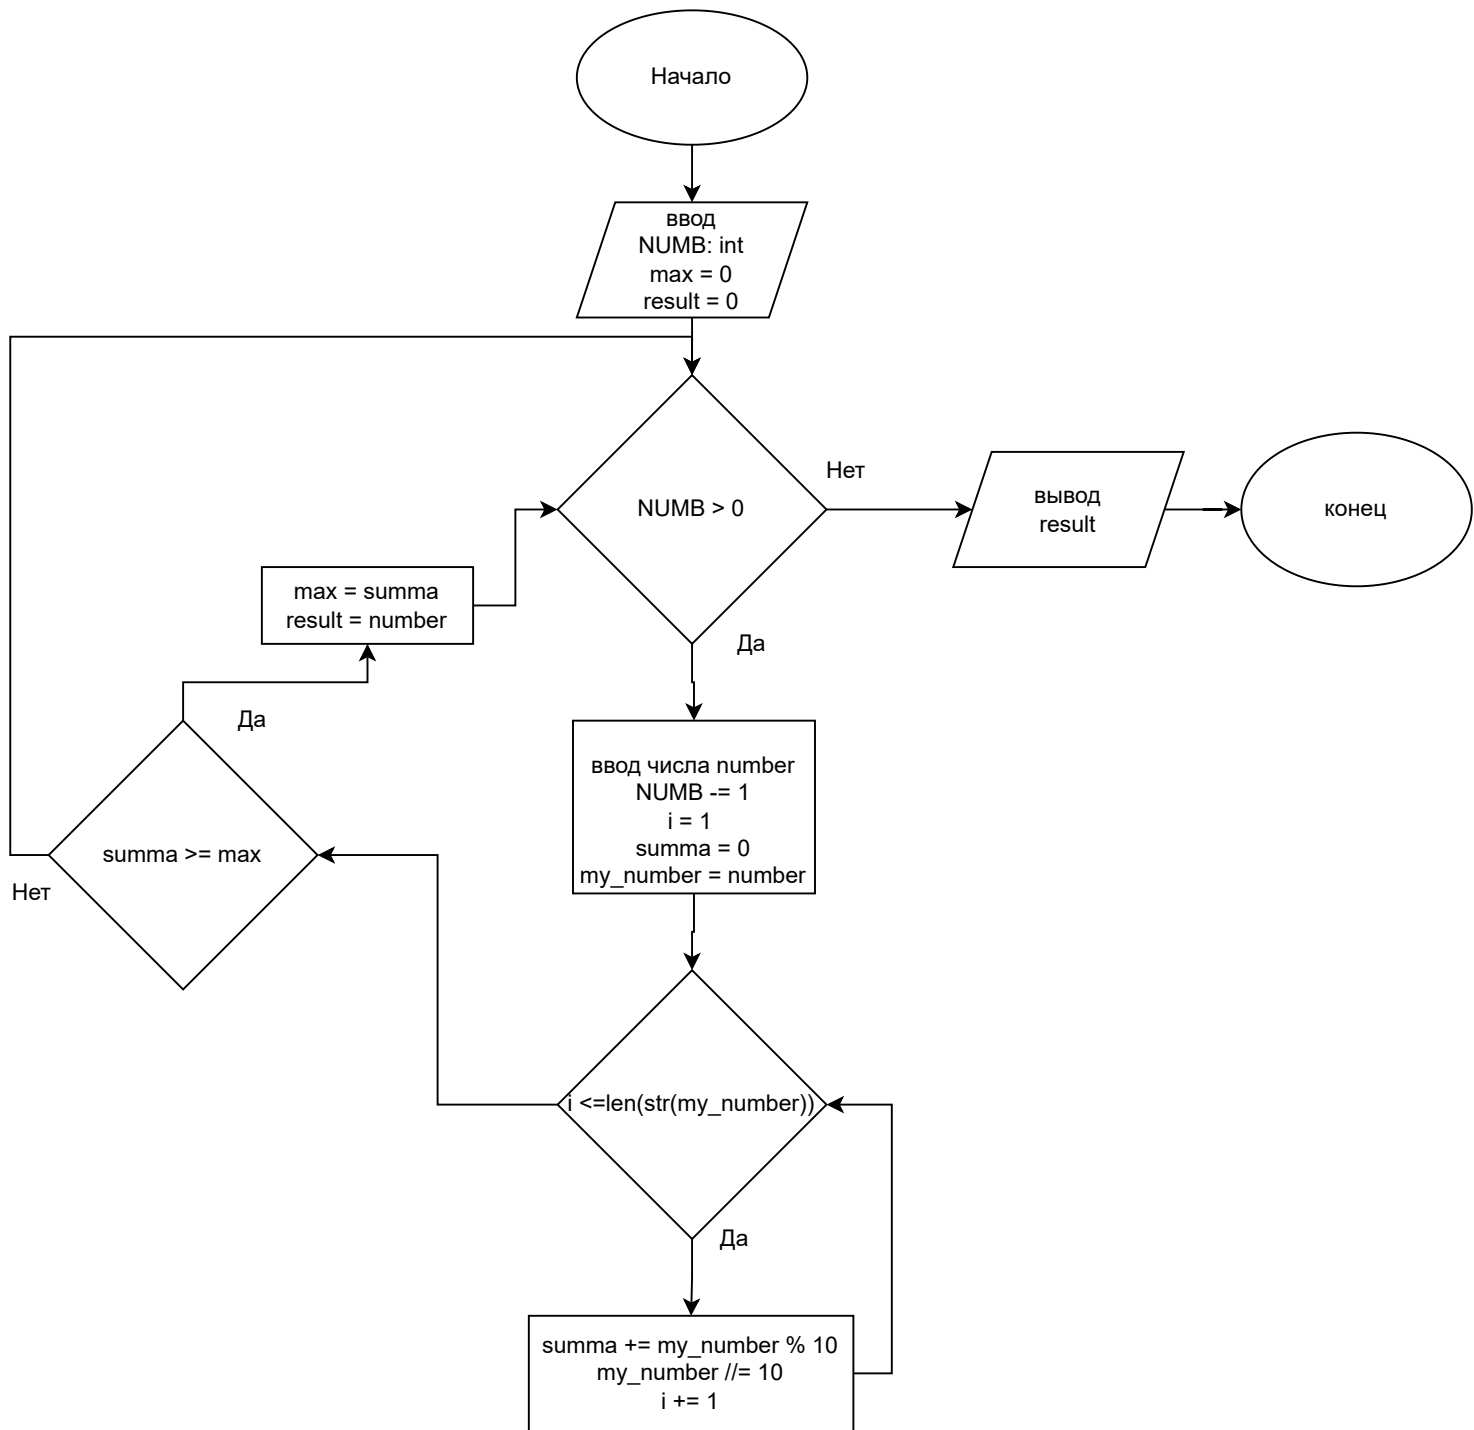 Начало
ввод
NUMB: int
max = 0
result = 0
NUMB > 0
Нет
вывод
result
конец
max = summa
result = number
Да
Да
ввод числа number
NUMB -= 1
i = 1
summa = 0
my_number = number
summa >= max
Нет
i <=len(str(my_number))
Да
summa += my_number % 10
my_number //= 10
i += 1